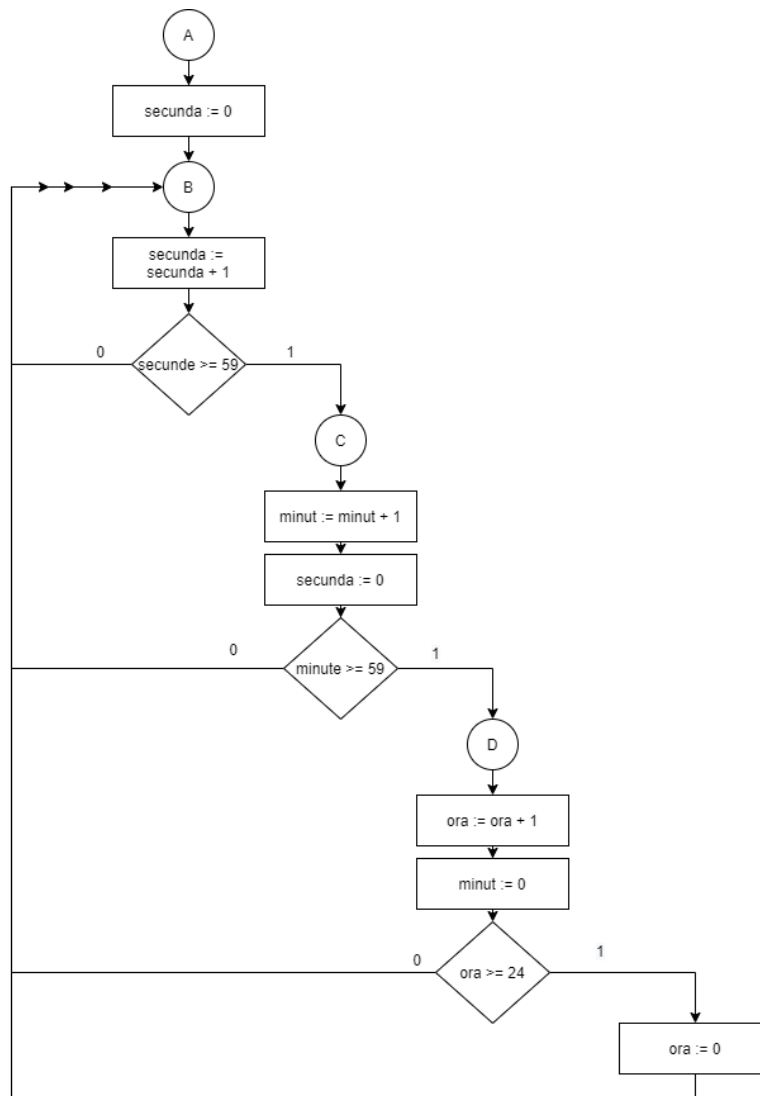 A
secunda := 0
B
secunda :=
secunda + 1
0
secunde >= 59
1
C
minut := minut + 1
secunda := 0
0
minute >= 59
1
D
ora := ora + 1
minut := 0
0
ora >= 24
1
ora := 0